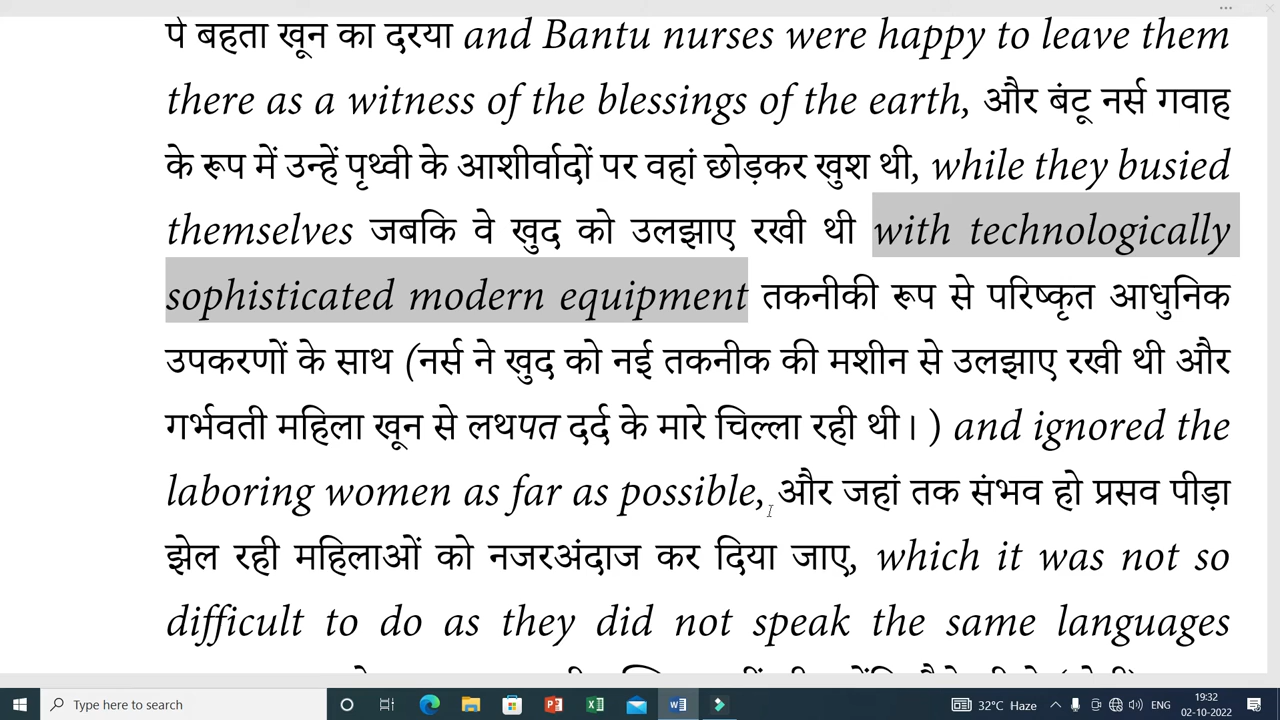 पे बहता खून का दरया and Bantu nurses were happy to leave them
there as a witness of the blessings of the earth, और बंटू नर्स गवाह
के रूप में उन्हें पृथ्वी के आशीर्वादों पर वहां छोड़कर खुश थी, while they busied
themselves जबकि वे खुद को उलझाए रखी थी with technologically
sophisticated modern equipment तकनीकी रूप से परिष्कृत आधुनिक
उपकरणों के साथ (नर्स ने खुद को नई तकनीक की मशीन से उलझाए रखी थी और
गर्भवती महिला खून से लथपत दर्द के मारे चिल्ला रही थी। ) and ignored the
laboring women as far as possible, और जहां तक संभव हो प्रसव पीड़ा
झेल रही महिलाओं को नजरअंदाज कर दिया जाए, which it was not so
difficult to do as they did not speak the same languages
Type here to search
32°C Haze
ENG
19:32
02-10-2022